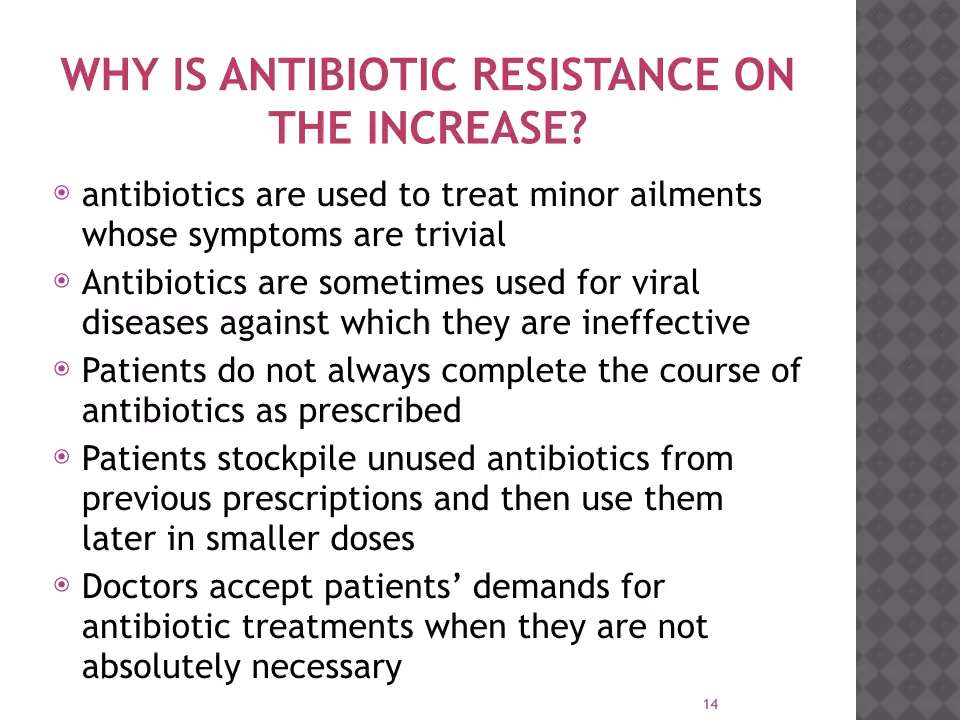 WHY IS ANTIBIOTIC RESISTANCE ON
THE INCREASE?
antibiotics are used to treat minor ailments
whose symptoms are trivial
Antibiotics are sometimes used for viral
diseases against which they are ineffective
Patients do not always complete the course of
antibiotics as prescribed
Patients stockpile unused antibiotics from
previous prescriptions and then use them
later in smaller doses
Doctors accept patients’ demands for
antibiotic treatments when they are not
absolutely necessary
14